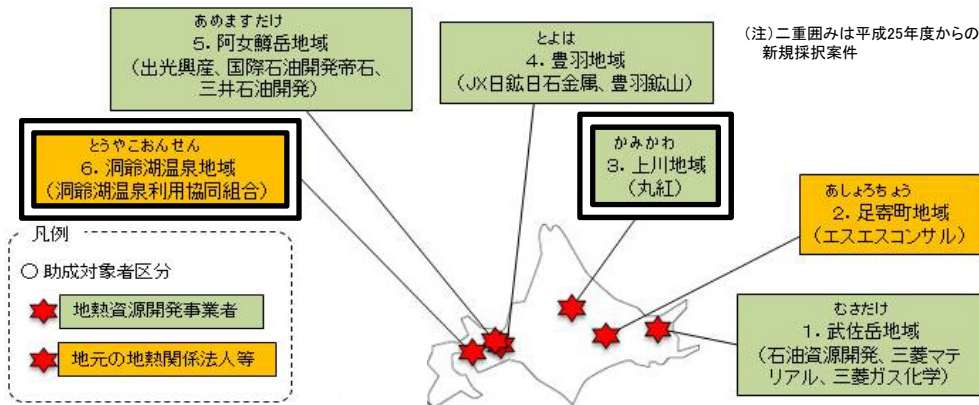 あめますだけ
5. 阿女鱒岳地域
(出光興産、国際石油開発帝石、
三井石油開発)
とよは
4. 豊羽地域
(JX日鉱日石金属、豊羽鉱山)
(注)二重囲みは平成25年度からの
新規採択案件
とうやこおんせん
6. 洞爺湖温泉地域
(洞爺湖温泉利用協同組合)
かみかわ
3. 上川地域
(丸紅)
あしょろちょう
2. 足寄町地域
(エスエスコンサル)
凡例
○ 助成対象者区分
地熱資源開発事業者
地元の地熱関係法人等
むさだけ
1. 武佐岳地域
(石油資源開発、三菱マテ
リアル、三菱ガス化学)